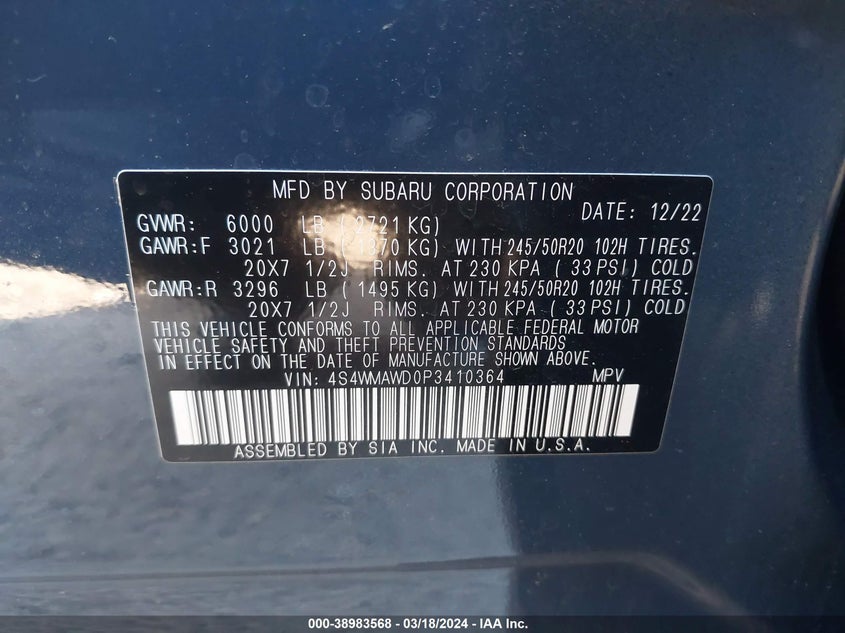 MFD BY SUBARU CORPORATION
DATE: 12/22
GVWR: 6000 LB ( 2721 KG)
GAWR:F 3021 LB ( 1370 KG) WITH 245/50R20 102H TIRES.
20X7 1/2J RIMS. AT 230 KPA ( 33 PSI) COLD
GAWR:R 3296 LB ( 1495 KG) WITH 245/50R20 102H TIRES.
20X7 1/2J RIMS. AT 230 KPA ( 33 PSI) COLD
THIS VEHICLE CONFORMS TO ALL APPLICABLE FEDERAL MOTOR
VEHICLE SAFETY AND THEFT PREVENTION STANDARDS
IN EFFECT ON THE DATE OF MANUFACTURE SHOWN ABOVE.
VIN: 4S4WMAWD0P3410364 MPV
ASSEMBLED BY SIA INC. MADE IN U.S.A.
000-38983568 - 03/18/2024 - IAA Inc.